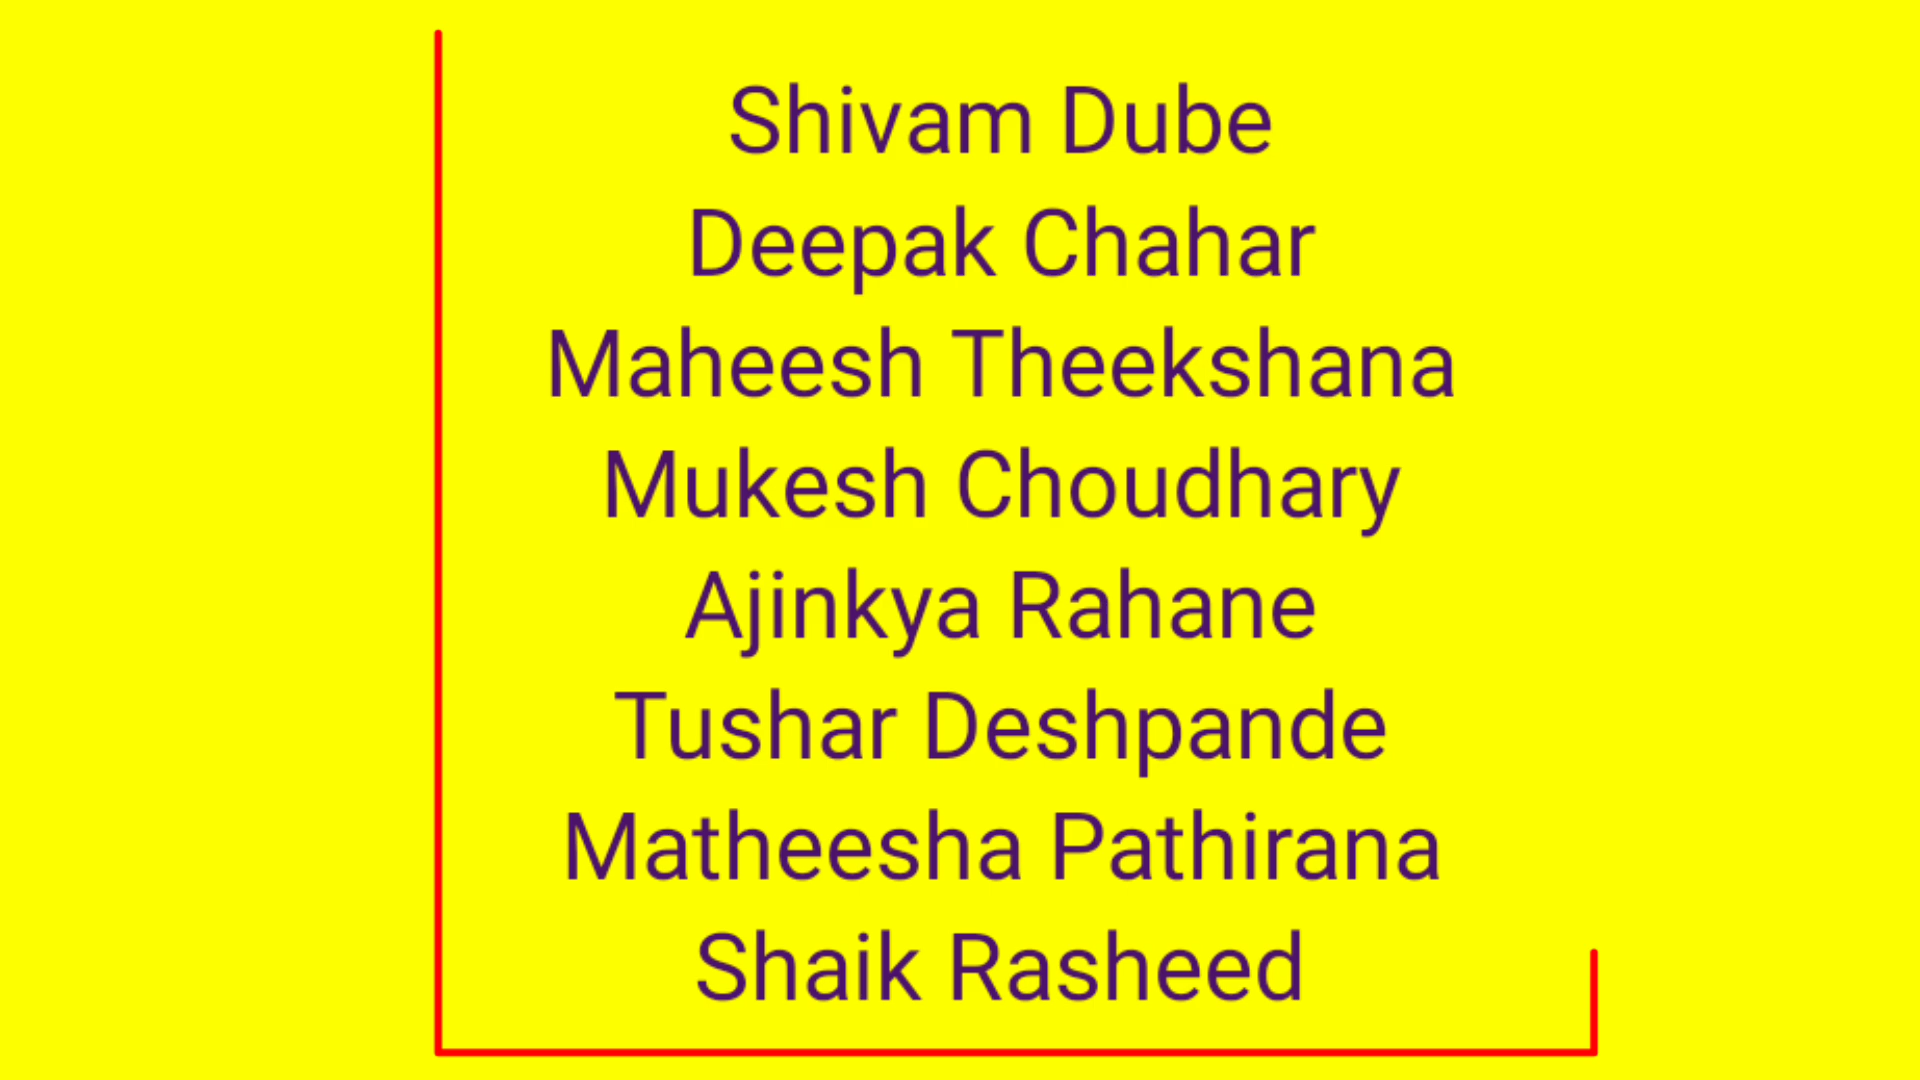 Shivam Dube
Deepak Chahar
Maheesh Theekshana
Mukesh Choudhary
Ajinkya Rahane
Tushar Deshpande
Matheesha Pathirana
Shaik Rasheed